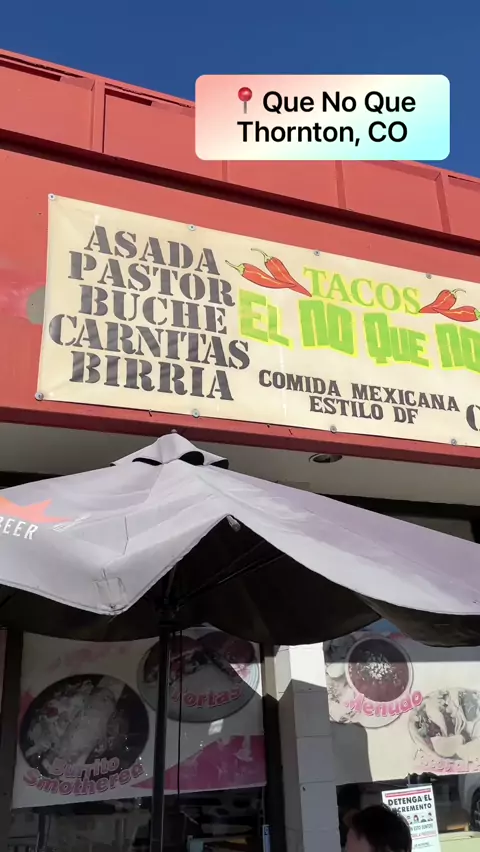 Que No Que
Thornton, CO
ASADA
PASTOR
BUCHE
CARNITAS
BIRRIA
TACOS
EL NO QUE NO
COMIDA MEXICANA
ESTILO DF
BEER
Tortas
Menudo
Burrito
Smothered
DETENGA EL